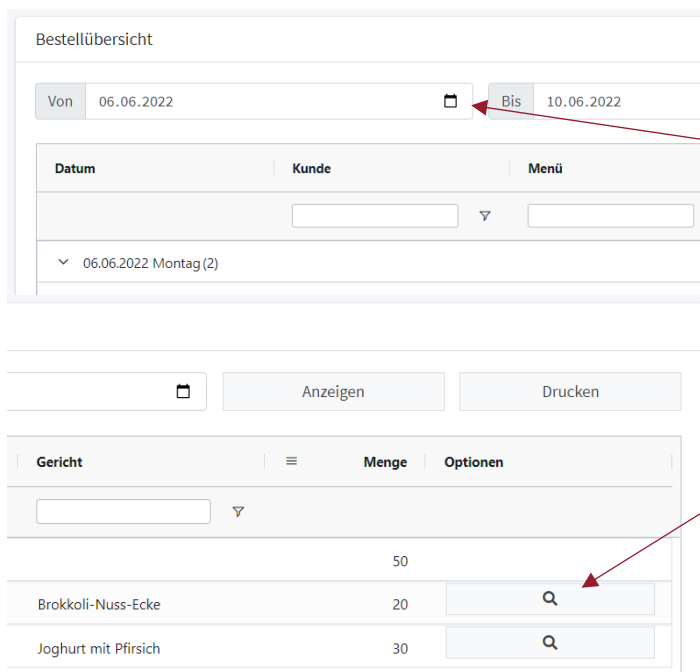 Bestellübersicht
Von 06.06.2022 Bis 10.06.2022
Datum Kunde Menü
06.06.2022 Montag (2)
Anzeigen Drucken
Gericht Menge Optionen
50
Brokkoli-Nuss-Ecke 20
Joghurt mit Pfirsich 30